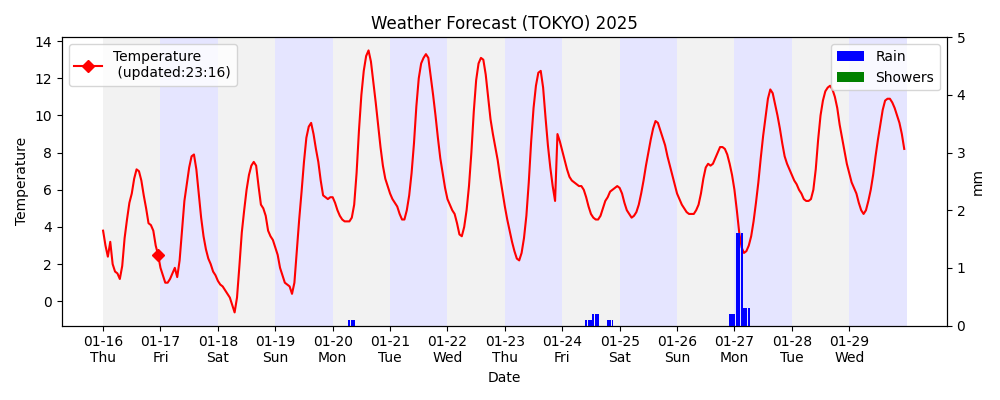 Weather Forecast (TOKYO) 2025
Temperature
(updated:23:16)
Rain
Showers
Temperature
14
12
10
8
6
4
2
0
5
4
3
2
1
0
mm
01-16 01-17 01-18 01-19 01-20 01-21 01-22 01-23 01-24 01-25 01-26 01-27 01-28 01-29
Thu Fri Sat Sun Mon Tue Wed Thu Fri Sat Sun Mon Tue Wed
Date